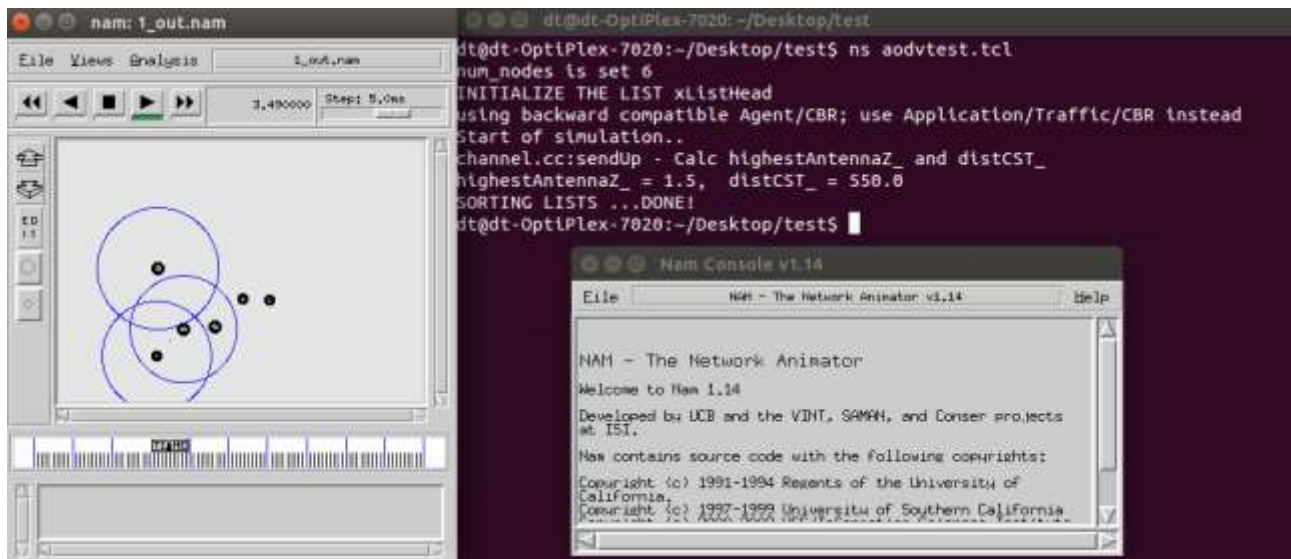 nam: 1_out.nam
File Views Analysis 1_out.nam
3.490000 Step: 5.0ms
ED
IT
dt@dt-OptiPlex-7020: ~/Desktop/test
dt@dt-OptiPlex-7020:~/Desktop/test$ ns aodvtest.tcl
num_nodes is set 6
INITIALIZE THE LIST xListHead
using backward compatible Agent/CBR; use Application/Traffic/CBR instead
Start of simulation..
channel.cc:sendUp - Calc highestAntennaZ_ and distCST_
highestAntennaZ_ = 1.5, distCST_ = 550.0
SORTING LISTS ...DONE!
dt@dt-OptiPlex-7020:~/Desktop/test$
Nam Console v1.14
File NAM - The Network Animator v1.14 Help
NAM - The Network Animator
Welcome to Nam 1.14
Developed by UCB and the VINT, SAMAN, and Conser projects
at ISI.
Nam contains source code with the following copyrights:
Copyright (c) 1991-1994 Regents of the University of
California.
Copyright (c) 1997-1999 University of Southern California